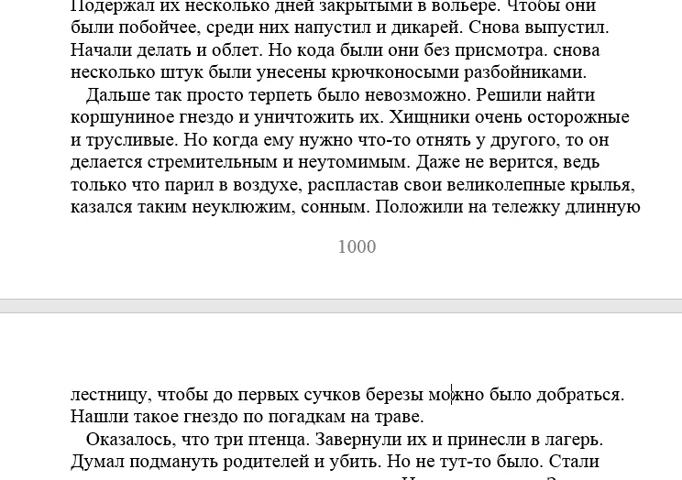 Подержал их несколько дней закрытыми в вольере. Чтобы они
были побойчее, среди них напустил и дикарей. Снова выпустил.
Начали делать и облет. Но кода были они без присмотра. снова
несколько штук были унесены крючконосыми разбойниками.
Дальше так просто терпеть было невозможно. Решили найти
коршуниное гнездо и уничтожить их. Хищники очень осторожные
и трусливые. Но когда ему нужно что-то отнять у другого, то он
делается стремительным и неутомимым. Даже не верится, ведь
только что парил в воздухе, распластав свои великолепные крылья,
казался таким неуклюжим, сонным. Положили на тележку длинную
1000
лестницу, чтобы до первых сучков березы можно было добраться.
Нашли такое гнездо по погадкам на траве.
Оказалось, что три птенца. Завернули их и принесли в лагерь.
Думал подмануть родителей и убить. Но не тут-то было. Стали